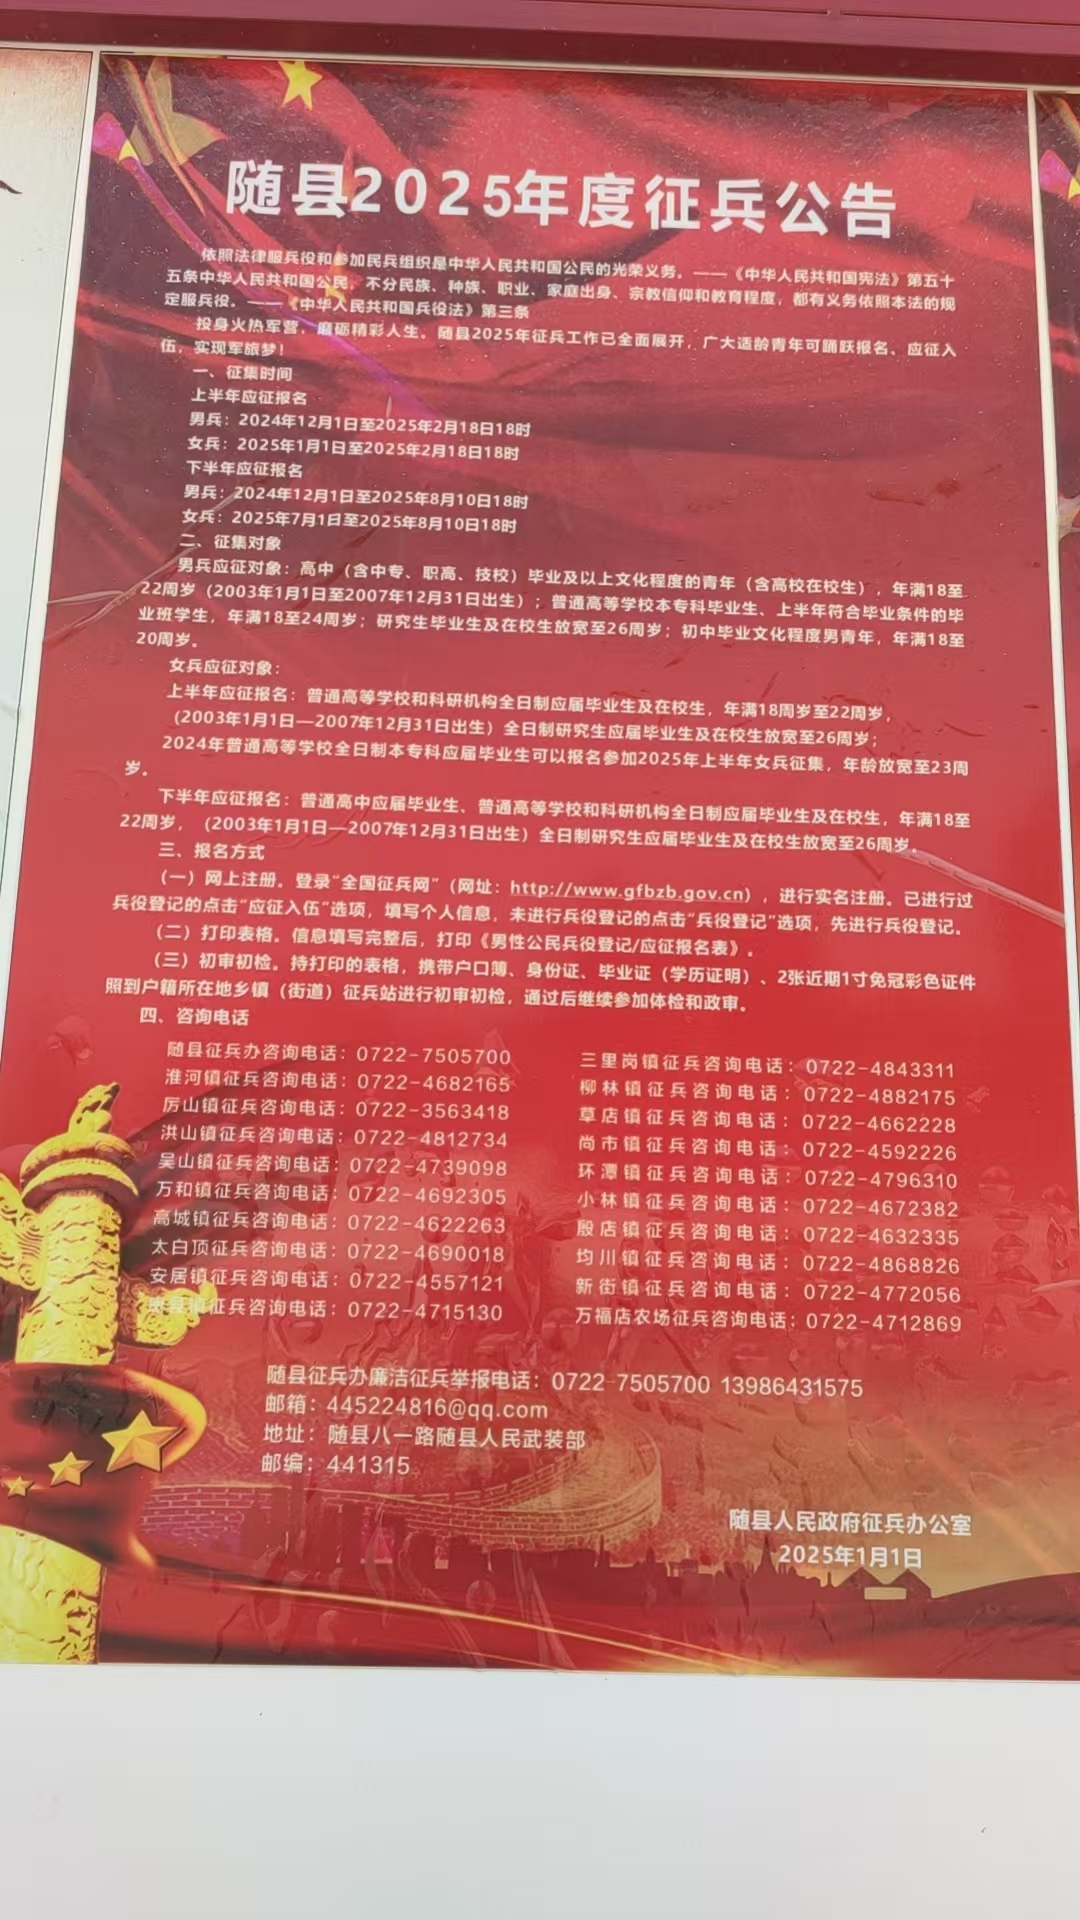 随县2025年度征兵公告
依照法律服兵役和参加民兵组织是中华人民共和国公民的光荣义务。——《中华人民共和国宪法》第五十
五条中华人民共和国公民，不分民族、种族、职业、家庭出身、宗教信仰和教育程度，都有义务依照本法的规
定服兵役。——《中华人民共和国兵役法》第三条
投身火热军营，磨砺精彩人生。随县2025年征兵工作已全面展开，广大适龄青年可踊跃报名、应征入
伍，实现军旅梦！
一、征集时间
上半年应征报名
男兵：2024年12月1日至2025年2月18日18时
女兵：2025年1月1日至2025年2月18日18时
下半年应征报名
男兵：2024年12月1日至2025年8月10日18时
女兵：2025年7月1日至2025年8月10日18时
二、征集对象
男兵应征对象：高中（含中专、职高、技校）毕业及以上文化程度的青年（含高校在校生），年满18至
22周岁（2003年1月1日至2007年12月31日出生）；普通高等学校本专科毕业生、上半年符合毕业条件的毕
业班学生，年满18至24周岁；研究生毕业生及在校生放宽至26周岁；初中毕业文化程度男青年，年满18至
20周岁。
女兵应征对象：
上半年应征报名：普通高等学校和科研机构全日制应届毕业生及在校生，年满18周岁至22周岁，
（2003年1月1日—2007年12月31日出生）全日制研究生应届毕业生及在校生放宽至26周岁；
2024年普通高等学校全日制本专科应届毕业生可以报名参加2025年上半年女兵征集，年龄放宽至23周
岁。
下半年应征报名：普通高中应届毕业生、普通高等学校和科研机构全日制应届毕业生及在校生，年满18至
22周岁，（2003年1月1日—2007年12月31日出生）全日制研究生应届毕业生及在校生放宽至26周岁。
三、报名方式
（一）网上注册。登录“全国征兵网”（网址：http://www.gfbzb.gov.cn），进行实名注册。已进行过
兵役登记的点击“应征入伍”选项，填写个人信息，未进行兵役登记的点击“兵役登记”选项，先进行兵役登记。
（二）打印表格。信息填写完整后，打印《男性公民兵役登记/应征报名表》。
（三）初审初检。持打印的表格，携带户口簿、身份证、毕业证（学历证明）、2张近期1寸免冠彩色证件
照到户籍所在地乡镇（街道）征兵站进行初审初检，通过后继续参加体检和政审。
四、咨询电话
随县征兵办咨询电话：0722-7505700
淮河镇征兵咨询电话：0722-4682165
厉山镇征兵咨询电话：0722-3563418
洪山镇征兵咨询电话：0722-4812734
吴山镇征兵咨询电话：0722-4739098
万和镇征兵咨询电话：0722-4692305
高城镇征兵咨询电话：0722-4622263
太白顶征兵咨询电话：0722-4690018
安居镇征兵咨询电话：0722-4557121
镇征兵咨询电话：0722-4715130
三里岗镇征兵咨询电话：0722-4843311
柳林镇征兵咨询电话：0722-4882175
草店镇征兵咨询电话：0722-4662228
尚市镇征兵咨询电话：0722-4592226
环潭镇征兵咨询电话：0722-4796310
小林镇征兵咨询电话：0722-4672382
殷店镇征兵咨询电话：0722-4632335
均川镇征兵咨询电话：0722-4868826
新街镇征兵咨询电话：0722-4772056
万福店农场征兵咨询电话：0722-4712869
随县征兵办廉洁征兵举报电话：0722-7505700 13986431575
邮箱：445224816@qq.com
地址：随县八一路随县人民武装部
邮编：441315
随县人民政府征兵办公室
2025年1月1日